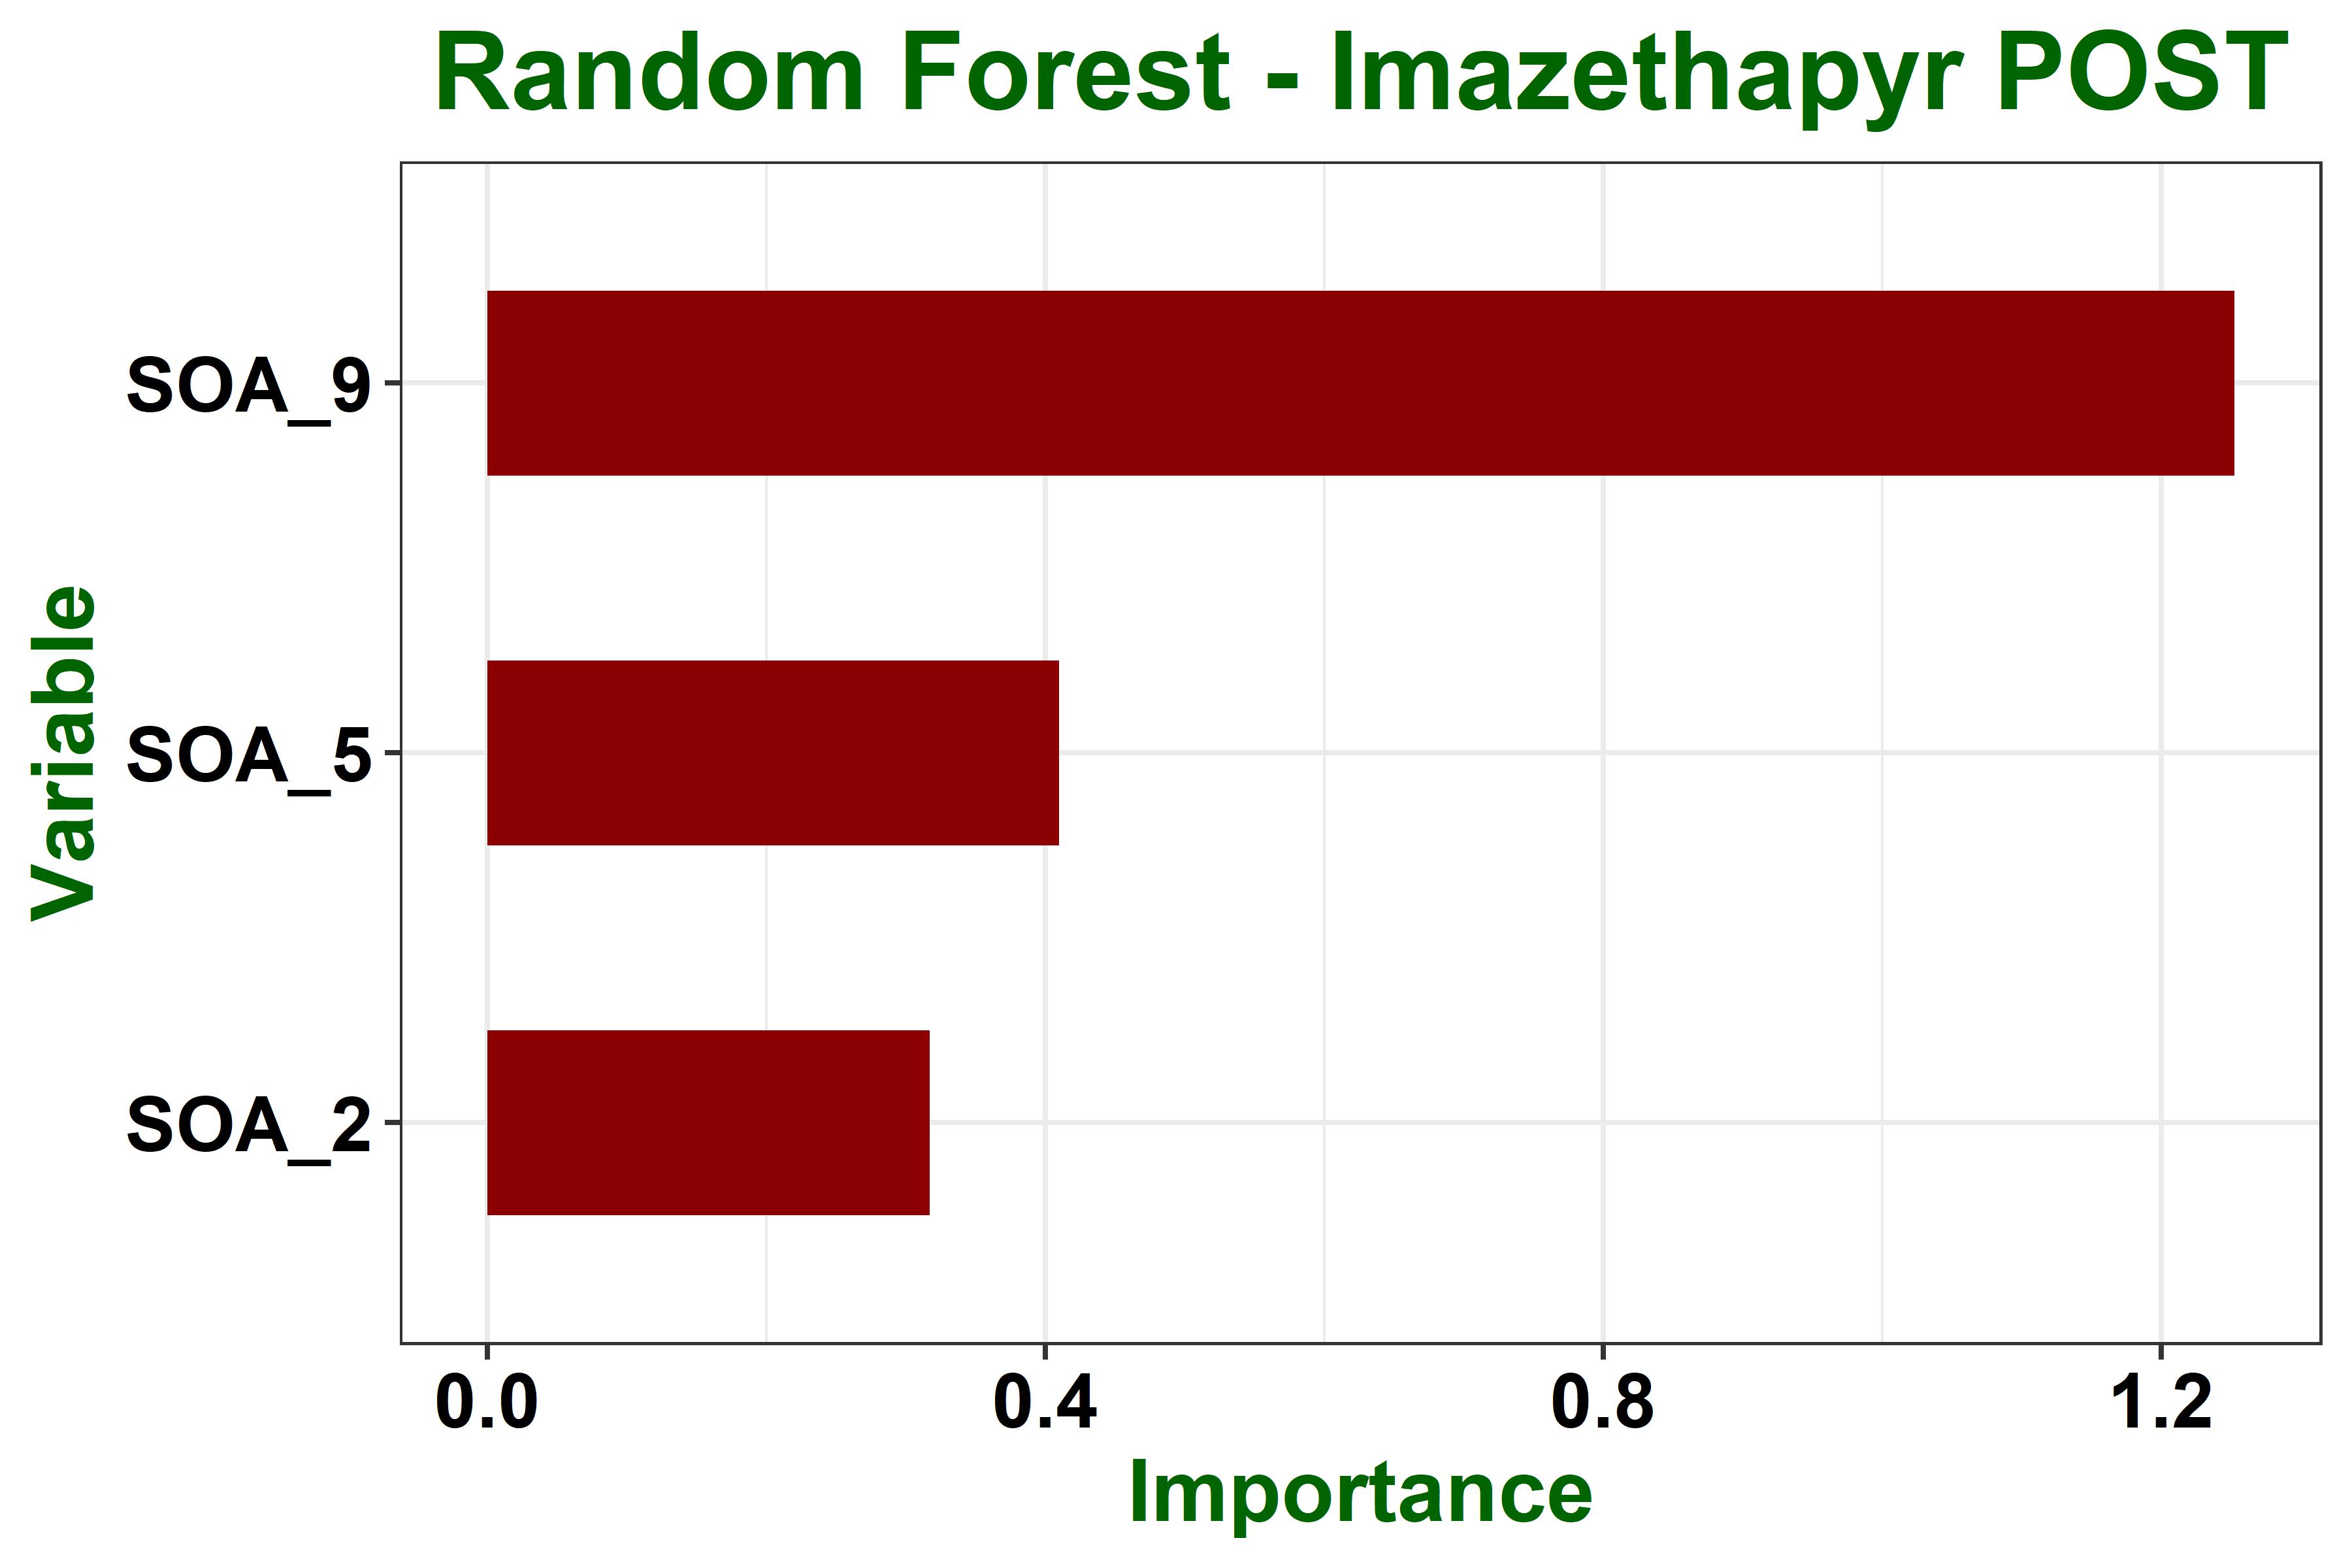 Random Forest - Imazethapyr POST
Variable
SOA_9
SOA_5
SOA_2
0.0 0.4 0.8 1.2
Importance